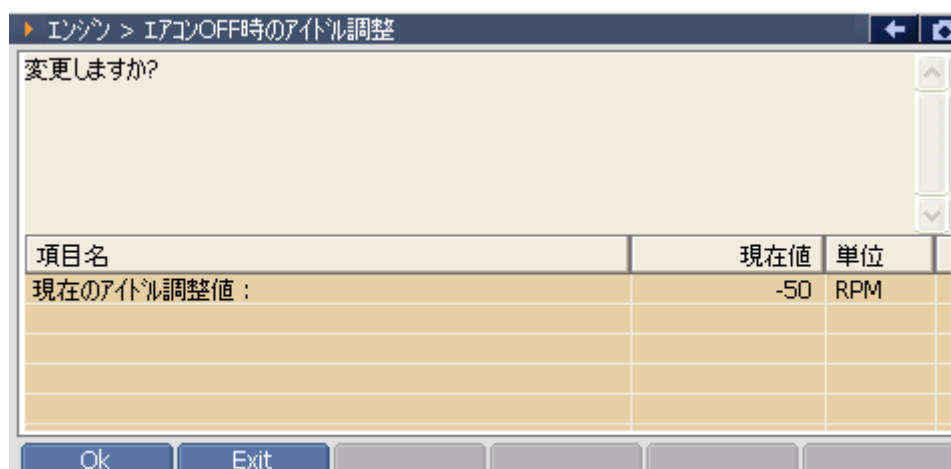 エンジン > エアコンOFF時のアイドル調整
変更しますか?
項目名 現在値 単位
現在のアイドル調整値 : -50 RPM
Ok Exit